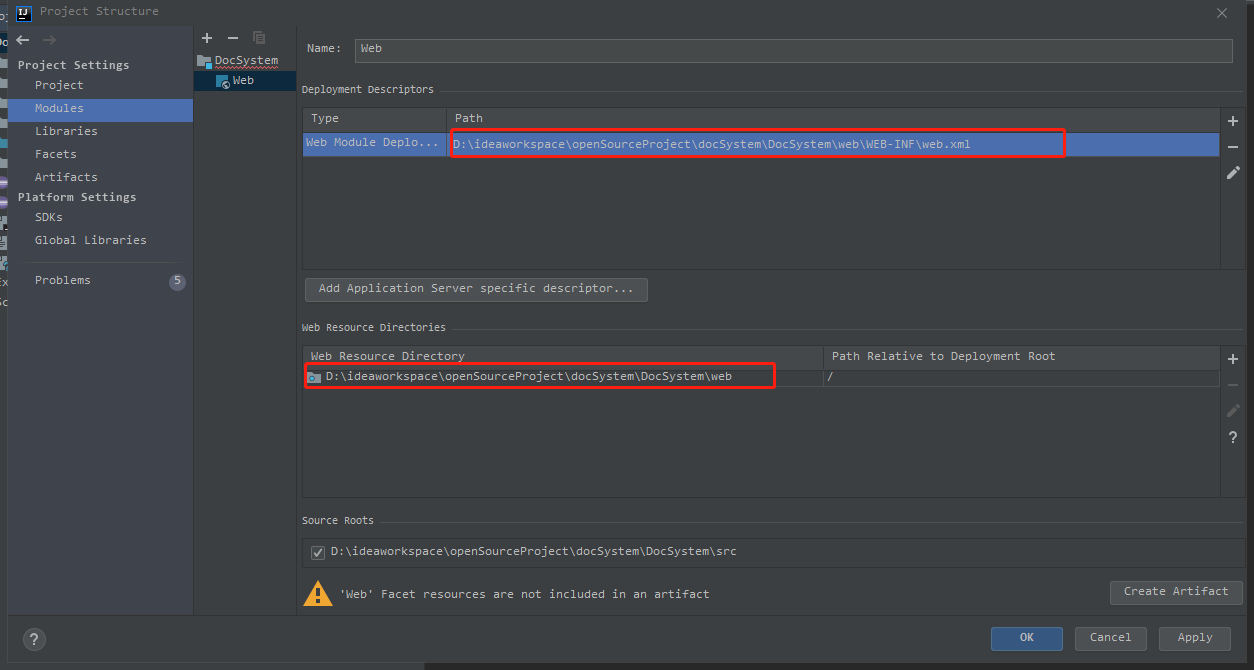 Project Structure
Project Settings
Project
Modules
Libraries
Facets
Artifacts
Platform Settings
SDKs
Global Libraries
Problems
5
DocSystem
Web
Name:
Web
Deployment Descriptors
Type
Path
Web Module Deplo...
D:\ideaworkspace\openSourceProject\docSystem\DocSystem\web\WEB-INF\web.xml
Add Application Server specific descriptor...
Web Resource Directories
Web Resource Directory
Path Relative to Deployment Root
D:\ideaworkspace\openSourceProject\docSystem\DocSystem\web
/
?
Source Roots
D:\ideaworkspace\openSourceProject\docSystem\DocSystem\src
'Web' Facet resources are not included in an artifact
Create Artifact
?
OK
Cancel
Apply